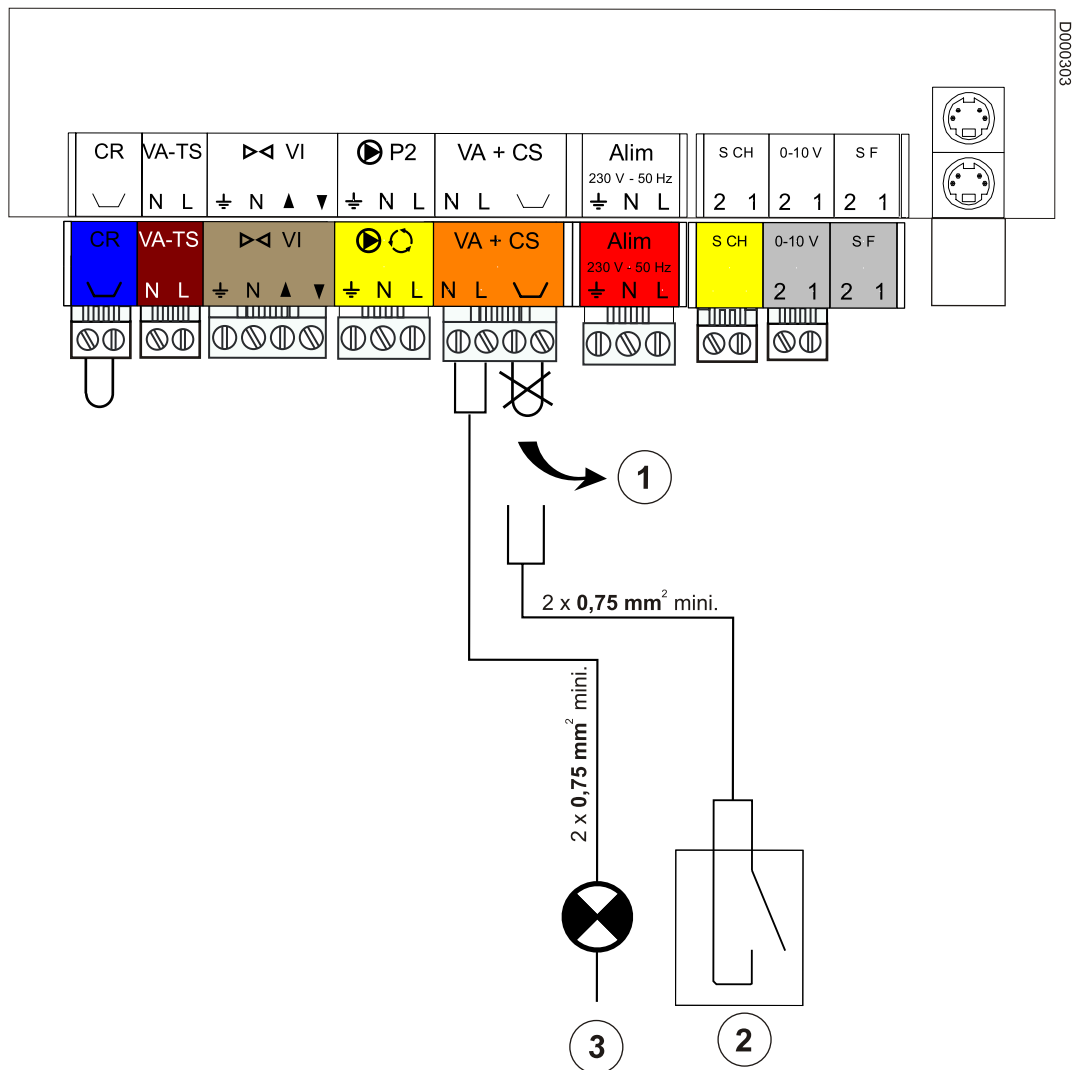 D000303
CR VA-TS VI P2 VA + CS Alim S CH 0-10 V S F
230 V - 50 Hz
N L N N L N L N L 2 1 2 1 2 1
CR VA-TS VI VA + CS Alim S CH 0-10 V S F
230 V - 50 Hz
N L N N L N L N L 2 1 2 1
1
2 x 0,75 mm² mini.
2 x 0,75 mm² mini.
3
2